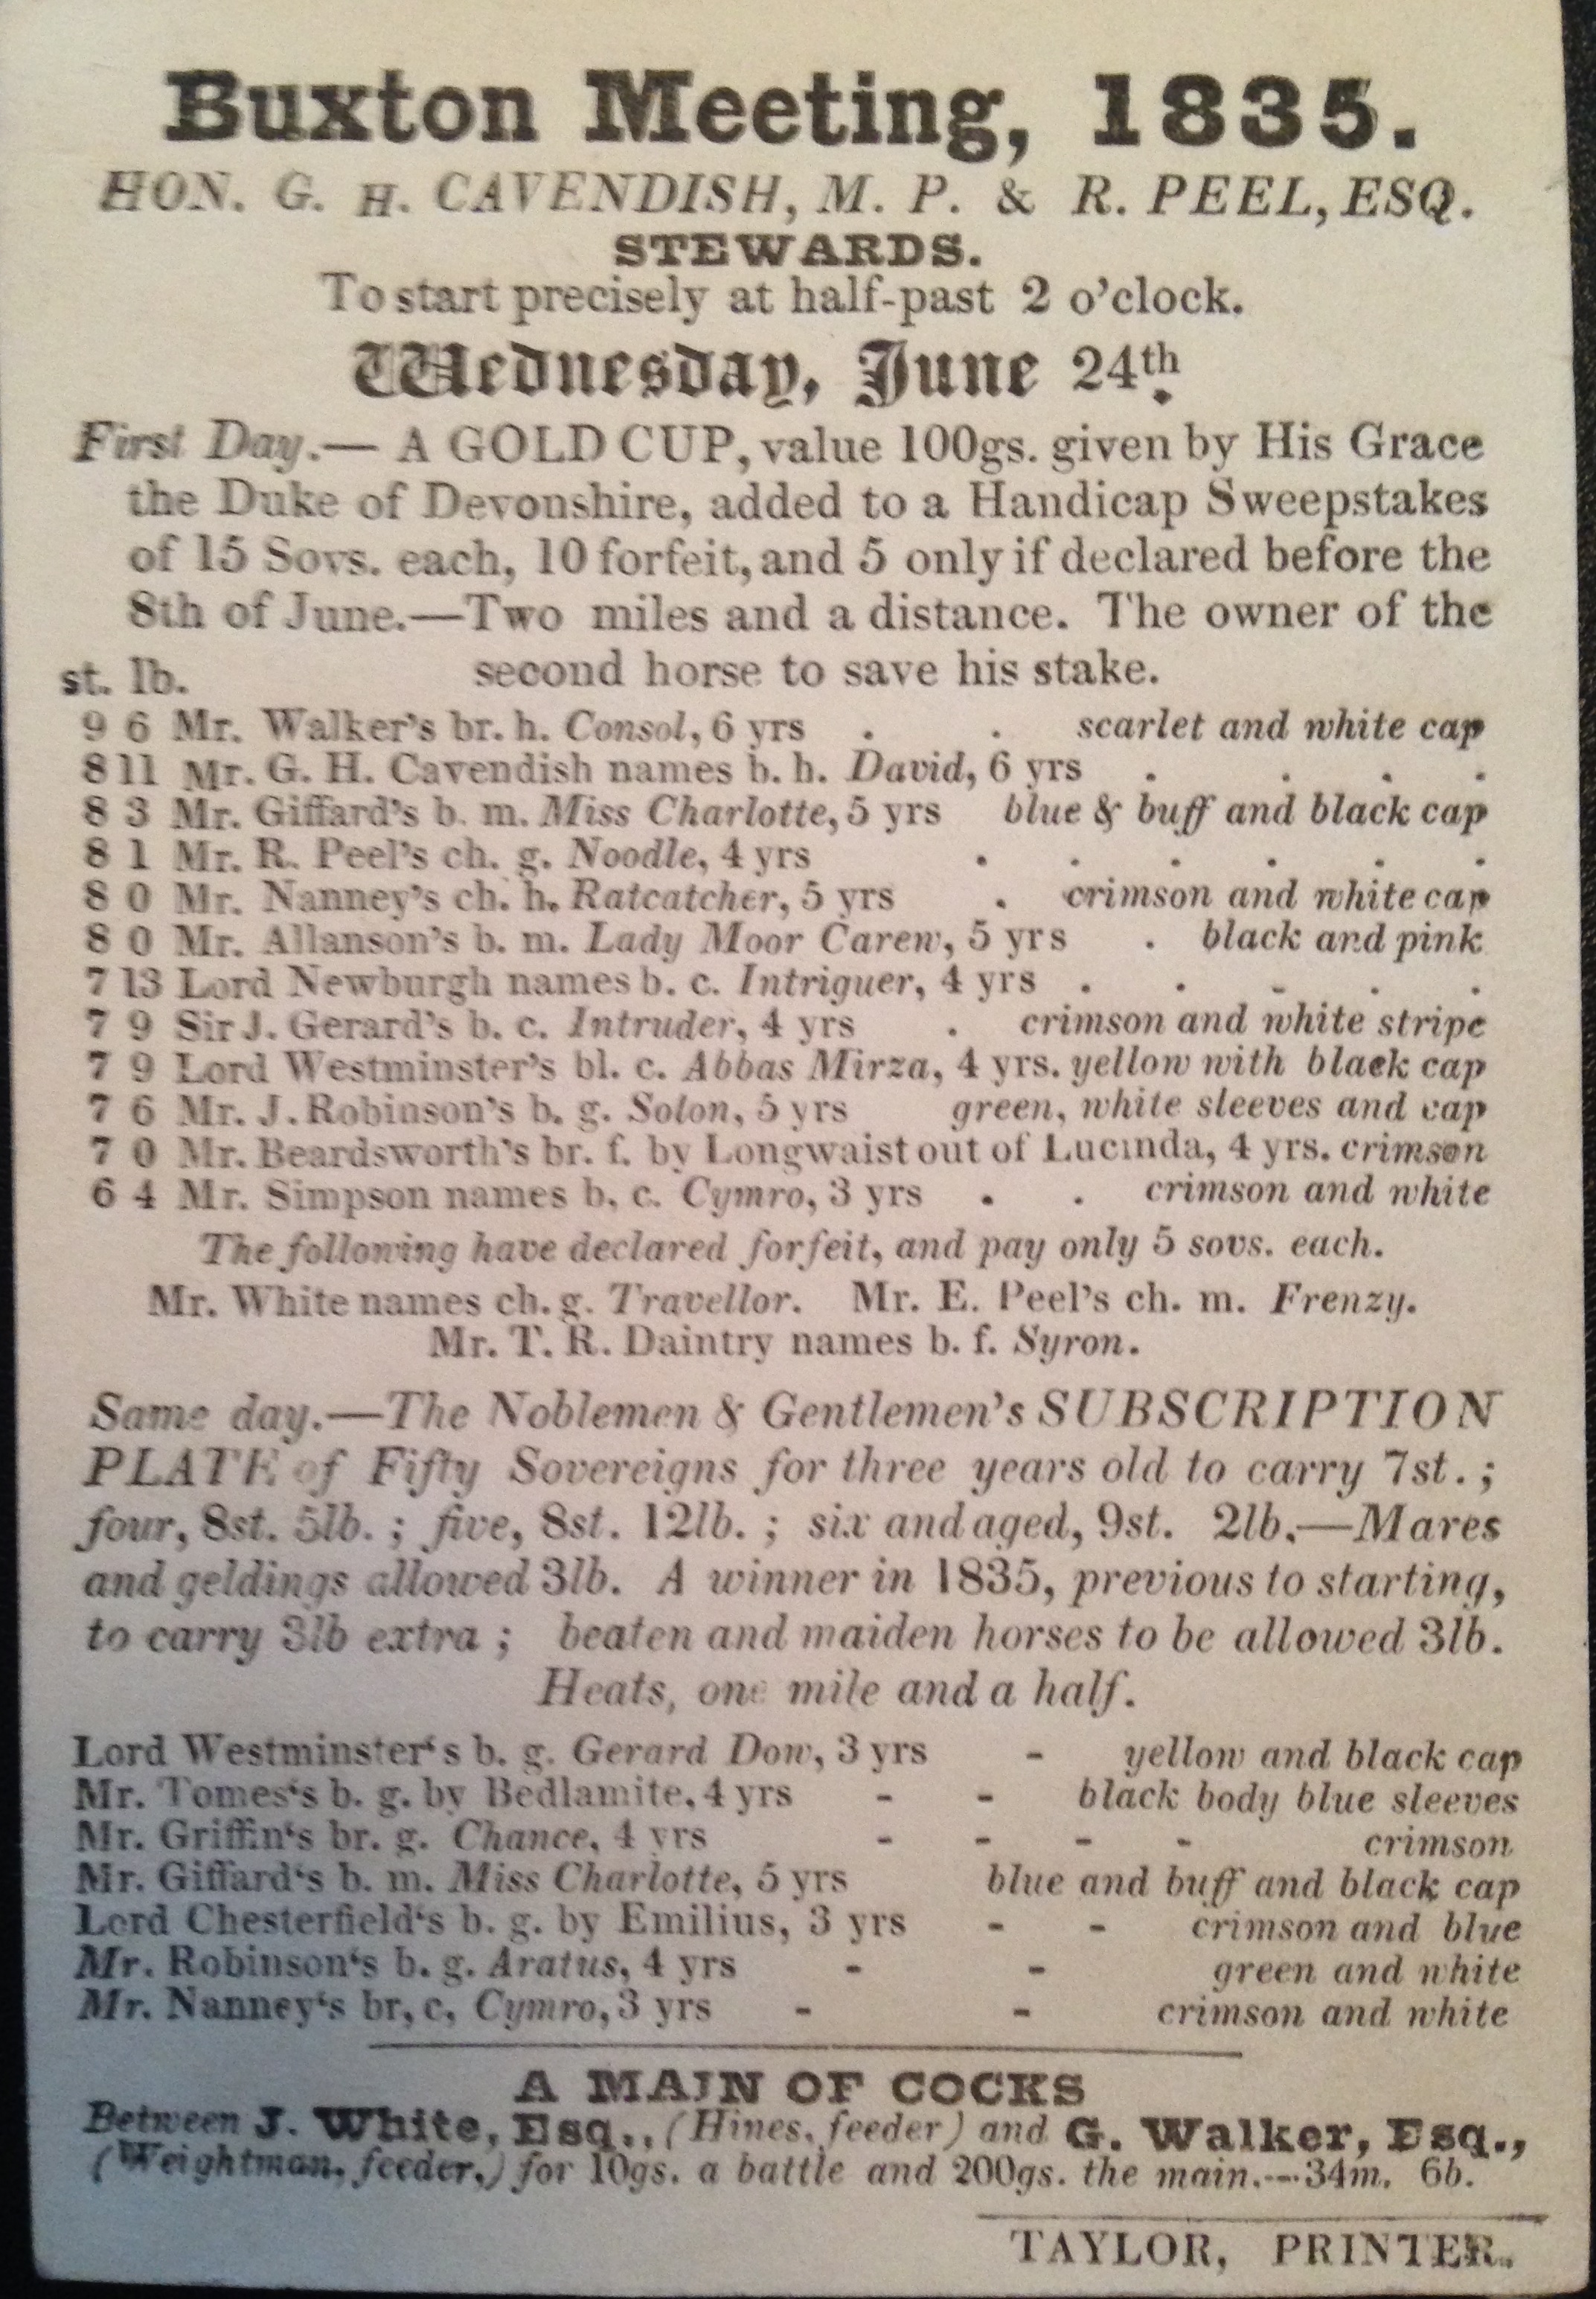 Buxton Meeting, 1835.
HON. G. H. CAVENDISH, M. P. & R. PEEL, ESQ.
STEWARDS.
To start precisely at half-past 2 o'clock.
Wednesday, June 24th.
First Day.— A GOLD CUP, value 100gs. given by His Grace
the Duke of Devonshire, added to a Handicap Sweepstakes
of 15 Sovs. each, 10 forfeit, and 5 only if declared before the
8th of June.—Two miles and a distance. The owner of the
st. lb. second horse to save his stake.
9 6 Mr. Walker's br. h. Consol, 6 yrs . . scarlet and white cap
8 11 Mr. G. H. Cavendish names b. h. David, 6 yrs . . . .
8 3 Mr. Giffard's b. m. Miss Charlotte, 5 yrs blue & buff and black cap
8 1 Mr. R. Peel's ch. g. Noodle, 4 yrs . . . . . .
8 0 Mr. Nanney's ch. h. Ratcatcher, 5 yrs . crimson and white cap
8 0 Mr. Allanson's b. m. Lady Moor Carew, 5 yrs . black and pink
7 13 Lord Newburgh names b. c. Intriguer, 4 yrs . . . . .
7 9 Sir J. Gerard's b. c. Intruder, 4 yrs . crimson and white stripe
7 9 Lord Westminster's bl. c. Abbas Mirza, 4 yrs. yellow with black cap
7 6 Mr. J. Robinson's b. g. Solon, 5 yrs green, white sleeves and cap
7 0 Mr. Beardsworth's br. f. by Longwaist out of Lucinda, 4 yrs. crimson
6 4 Mr. Simpson names b. c. Cymro, 3 yrs . . crimson and white
The following have declared forfeit, and pay only 5 sovs. each.
Mr. White names ch. g. Travellor. Mr. E. Peel's ch. m. Frenzy.
Mr. T. R. Daintry names b. f. Syron.
Same day.—The Noblemen & Gentlemen's SUBSCRIPTION
PLATE of Fifty Sovereigns for three years old to carry 7st. ;
four, 8st. 5lb. ; five, 8st. 12lb. ; six and aged, 9st. 2lb.—Mares
and geldings allowed 3lb. A winner in 1835, previous to starting,
to carry 3lb extra ; beaten and maiden horses to be allowed 3lb.
Heats, one mile and a half.
Lord Westminster‘s b. g. Gerard Dow, 3 yrs - yellow and black cap
Mr. Tomes‘s b. g. by Bedlamite, 4 yrs - - black body blue sleeves
Mr. Griffin‘s br. g. Chance, 4 yrs - - - - crimson
Mr. Giffard‘s b. m. Miss Charlotte, 5 yrs blue and buff and black cap
Lord Chesterfield‘s b. g. by Emilius, 3 yrs - - crimson and blue
Mr. Robinson‘s b. g. Aratus, 4 yrs - - green and white
Mr. Nanney‘s br, c, Cymro, 3 yrs - - crimson and white
A MAIN OF COCKS
Between J. White, Esq., (Hines, feeder) and G. Walker, Esq.,
(Weightman, feeder,) for 10gs. a battle and 200gs. the main.---34m. 6b.
TAYLOR, PRINTER.